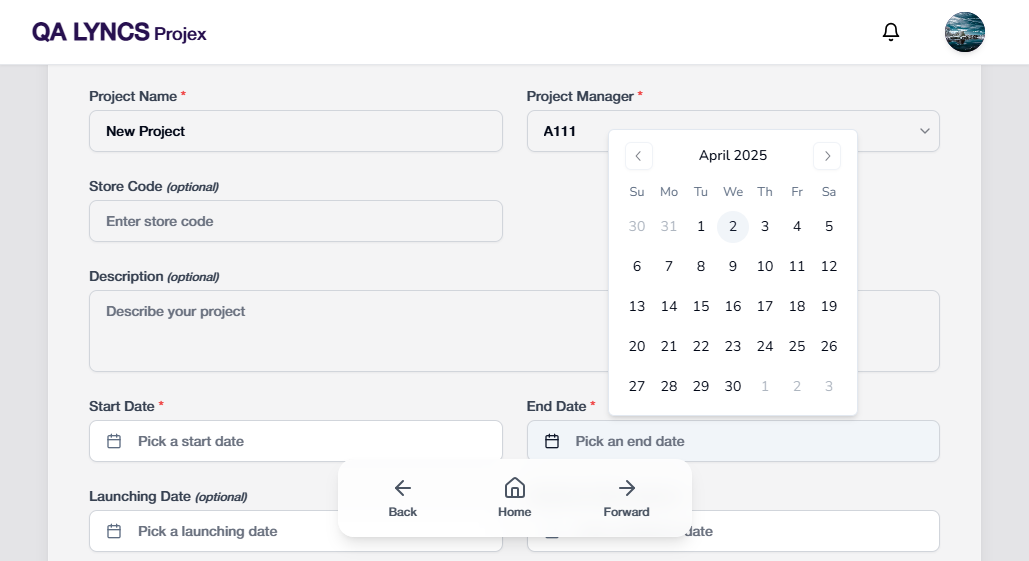 QA LYNCS Projex
Project Name *
Project Manager *
New Project
A111
Store Code (optional)
Enter store code
April 2025
Su Mo Tu We Th Fr Sa
30 31 1 2 3 4 5
6 7 8 9 10 11 12
13 14 15 16 17 18 19
20 21 22 23 24 25 26
27 28 29 30 1 2 3
Description (optional)
Describe your project
Start Date *
End Date *
Pick a start date
Pick an end date
Launching Date (optional)
Pick a launching date
date
Back
Home
Forward